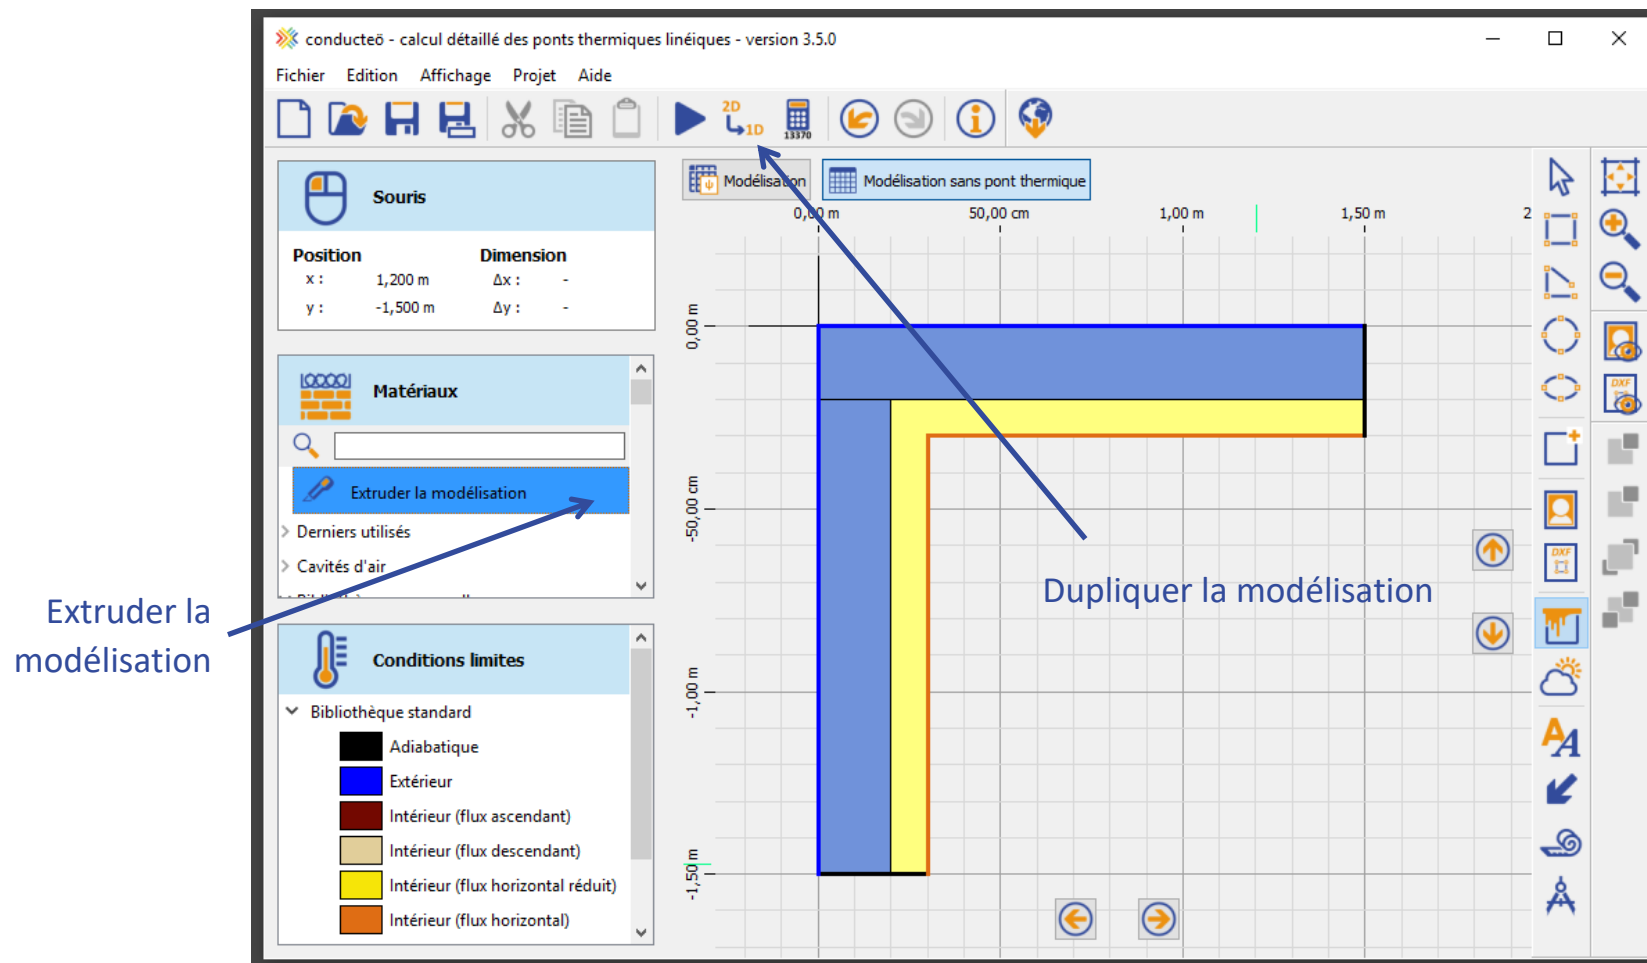 conducteö - calcul détaillé des ponts thermiques linéiques - version 3.5.0
Fichier Edition Affichage Projet Aide
2D
1D
13370
Souris
Position Dimension
x : 1,200 m Δx : -
y : -1,500 m Δy : -
Matériaux
Extruder la modélisation
Derniers utilisés
Cavités d'air
Conditions limites
Bibliothèque standard
Adiabatique
Extérieur
Intérieur (flux ascendant)
Intérieur (flux descendant)
Intérieur (flux horizontal réduit)
Intérieur (flux horizontal)
Extruder la
modélisation
ψ
Modélisation
Modélisation sans pont thermique
0,00 m 50,00 cm 1,00 m 1,50 m 2
0,00 m
-50,00 cm
-1,00 m
-1,50 m
Dupliquer la modélisation
DXF
DXF
AA